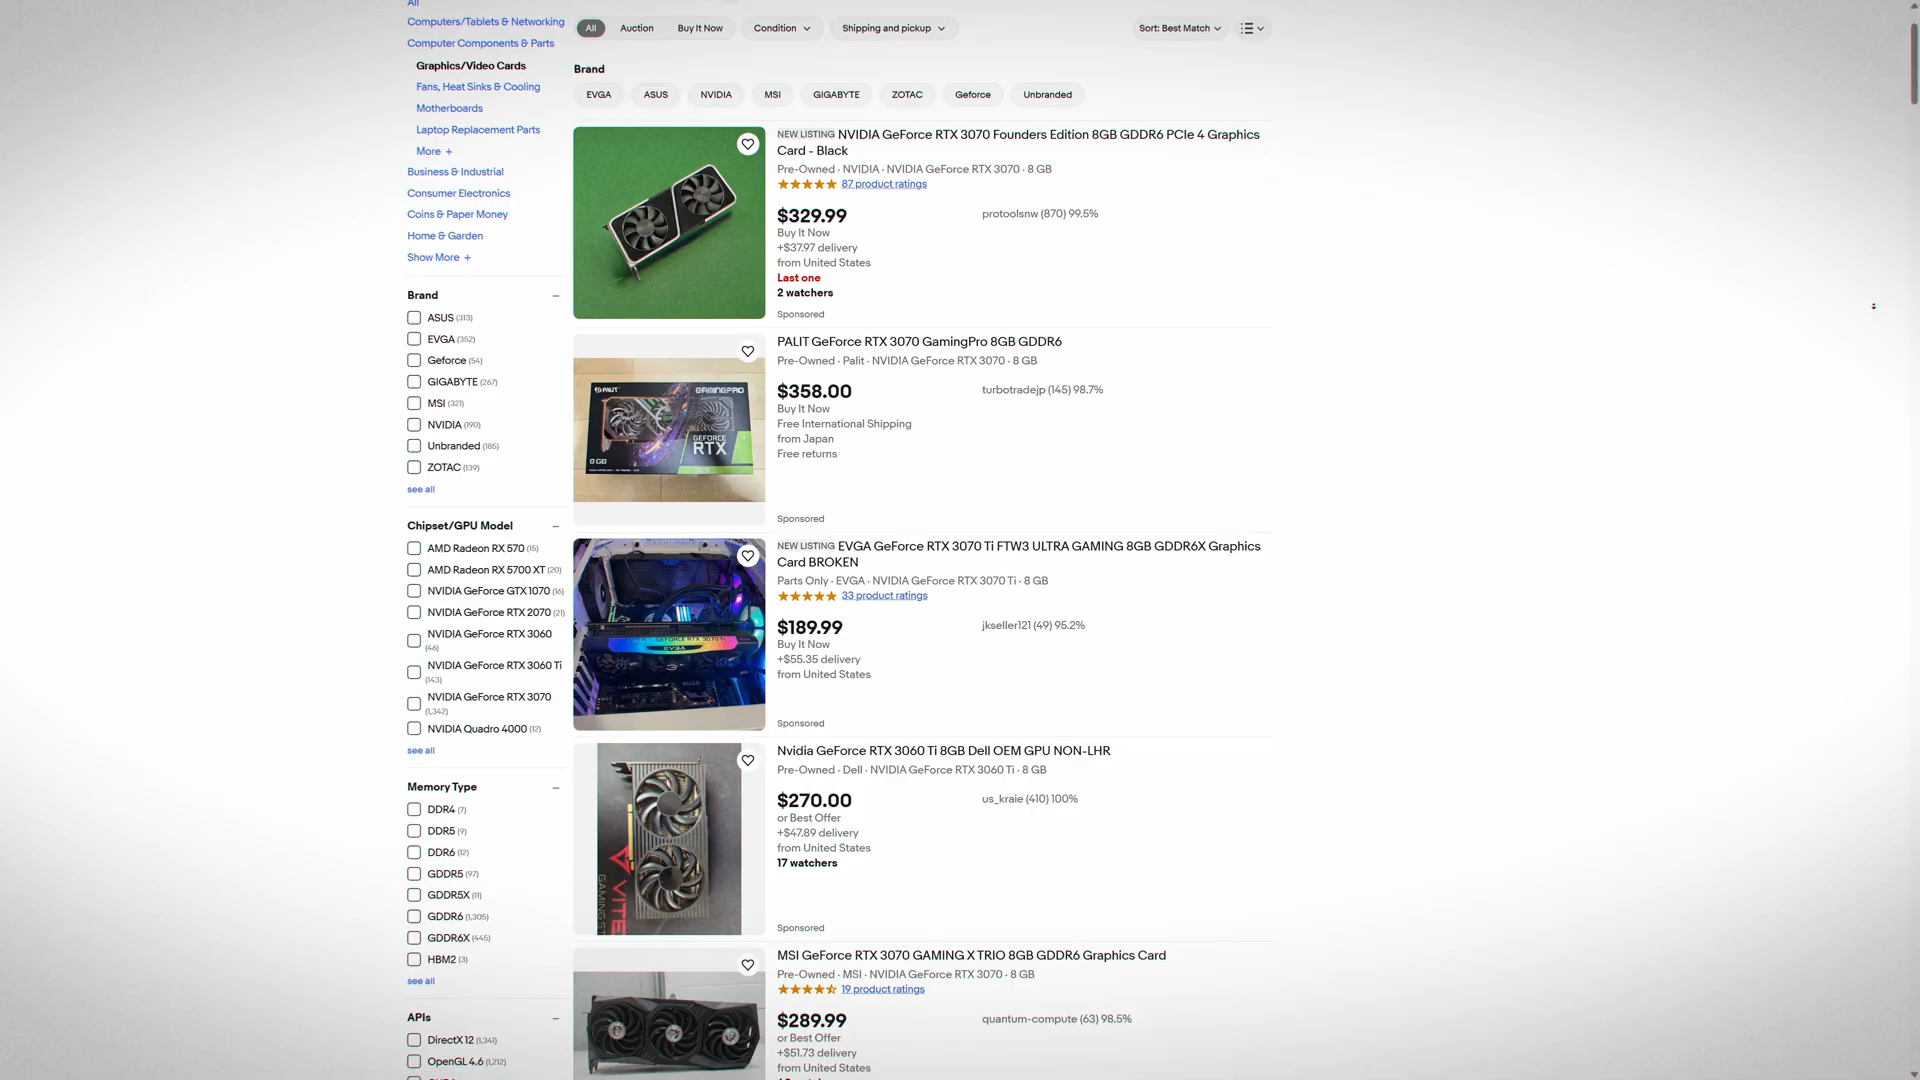 All
Computers/Tablets & Networking
Computer Components & Parts
Graphics/Video Cards
Fans, Heat Sinks & Cooling
Motherboards
Laptop Replacement Parts
More +
Business & Industrial
Consumer Electronics
Coins & Paper Money
Home & Garden
Show More +
Brand
ASUS (313)
EVGA (352)
Geforce (54)
GIGABYTE (267)
MSI (321)
NVIDIA (190)
Unbranded (185)
ZOTAC (139)
see all
Chipset/GPU Model
AMD Radeon RX 570 (15)
AMD Radeon RX 5700 XT (20)
NVIDIA GeForce GTX 1070 (16)
NVIDIA GeForce RTX 2070 (21)
NVIDIA GeForce RTX 3060
(46)
NVIDIA GeForce RTX 3060 Ti
(143)
NVIDIA GeForce RTX 3070
(1,342)
NVIDIA Quadro 4000 (12)
see all
Memory Type
DDR4 (7)
DDR5 (9)
DDR6 (12)
GDDR5 (97)
GDDR5X (11)
GDDR6 (1,305)
GDDR6X (445)
HBM2 (3)
see all
APIs
DirectX 12 (1,341)
OpenGL 4.6 (1,212)
All Auction Buy It Now Condition Shipping and pickup Sort: Best Match
Brand
EVGA ASUS NVIDIA MSI GIGABYTE ZOTAC Geforce Unbranded
NEW LISTING NVIDIA GeForce RTX 3070 Founders Edition 8GB GDDR6 PCIe 4 Graphics
Card - Black
Pre-Owned · NVIDIA · NVIDIA GeForce RTX 3070 · 8 GB
87 product ratings
$329.99 protoolsnw (870) 99.5%
Buy It Now
+$37.97 delivery
from United States
Last one
2 watchers
Sponsored
PALIT GeForce RTX 3070 GamingPro 8GB GDDR6
Pre-Owned · Palit · NVIDIA GeForce RTX 3070 · 8 GB
$358.00 turbotradejp (145) 98.7%
Buy It Now
Free International Shipping
from Japan
Free returns
Sponsored
PALIT GAMINGPRO
GEFORCE
RTX
8 GB
NEW LISTING EVGA GeForce RTX 3070 Ti FTW3 ULTRA GAMING 8GB GDDR6X Graphics
Card BROKEN
Parts Only · EVGA · NVIDIA GeForce RTX 3070 Ti · 8 GB
33 product ratings
$189.99 jkseller121 (49) 95.2%
Buy It Now
+$55.35 delivery
from United States
Sponsored
GEFORCE RTX 3070 Ti
EVGA
Nvidia GeForce RTX 3060 Ti 8GB Dell OEM GPU NON-LHR
Pre-Owned · Dell · NVIDIA GeForce RTX 3060 Ti · 8 GB
$270.00 us_kraie (410) 100%
or Best Offer
+$47.89 delivery
from United States
17 watchers
Sponsored
VITE
GAMING ST
MSI GeForce RTX 3070 GAMING X TRIO 8GB GDDR6 Graphics Card
Pre-Owned · MSI · NVIDIA GeForce RTX 3070 · 8 GB
19 product ratings
$289.99 quantum-compute (63) 98.5%
or Best Offer
+$51.73 delivery
from United States